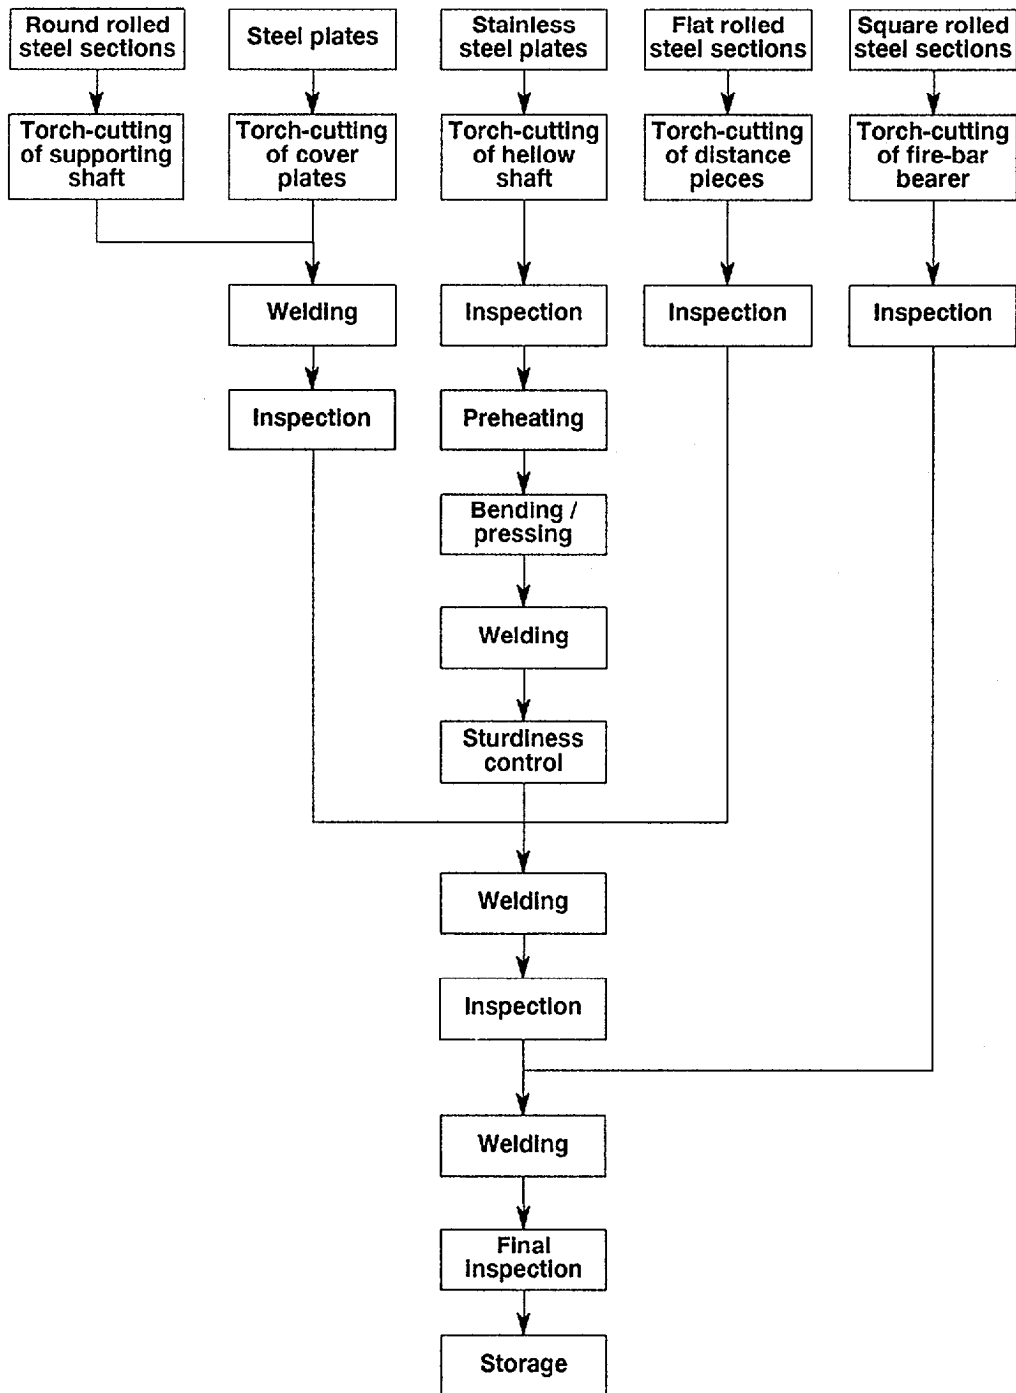 Round rolled
steel sections
Steel plates
Stainless
steel plates
Flat rolled
steel sections
Square rolled
steel sections
Torch-cutting
of supporting
shaft
Torch-cutting
of cover
plates
Torch-cutting
of hellow
shaft
Torch-cutting
of distance
pieces
Torch-cutting
of fire-bar
bearer
Welding
Inspection
Inspection
Inspection
Inspection
Preheating
Bending /
pressing
Welding
Sturdiness
control
Welding
Inspection
Welding
Final
inspection
Storage